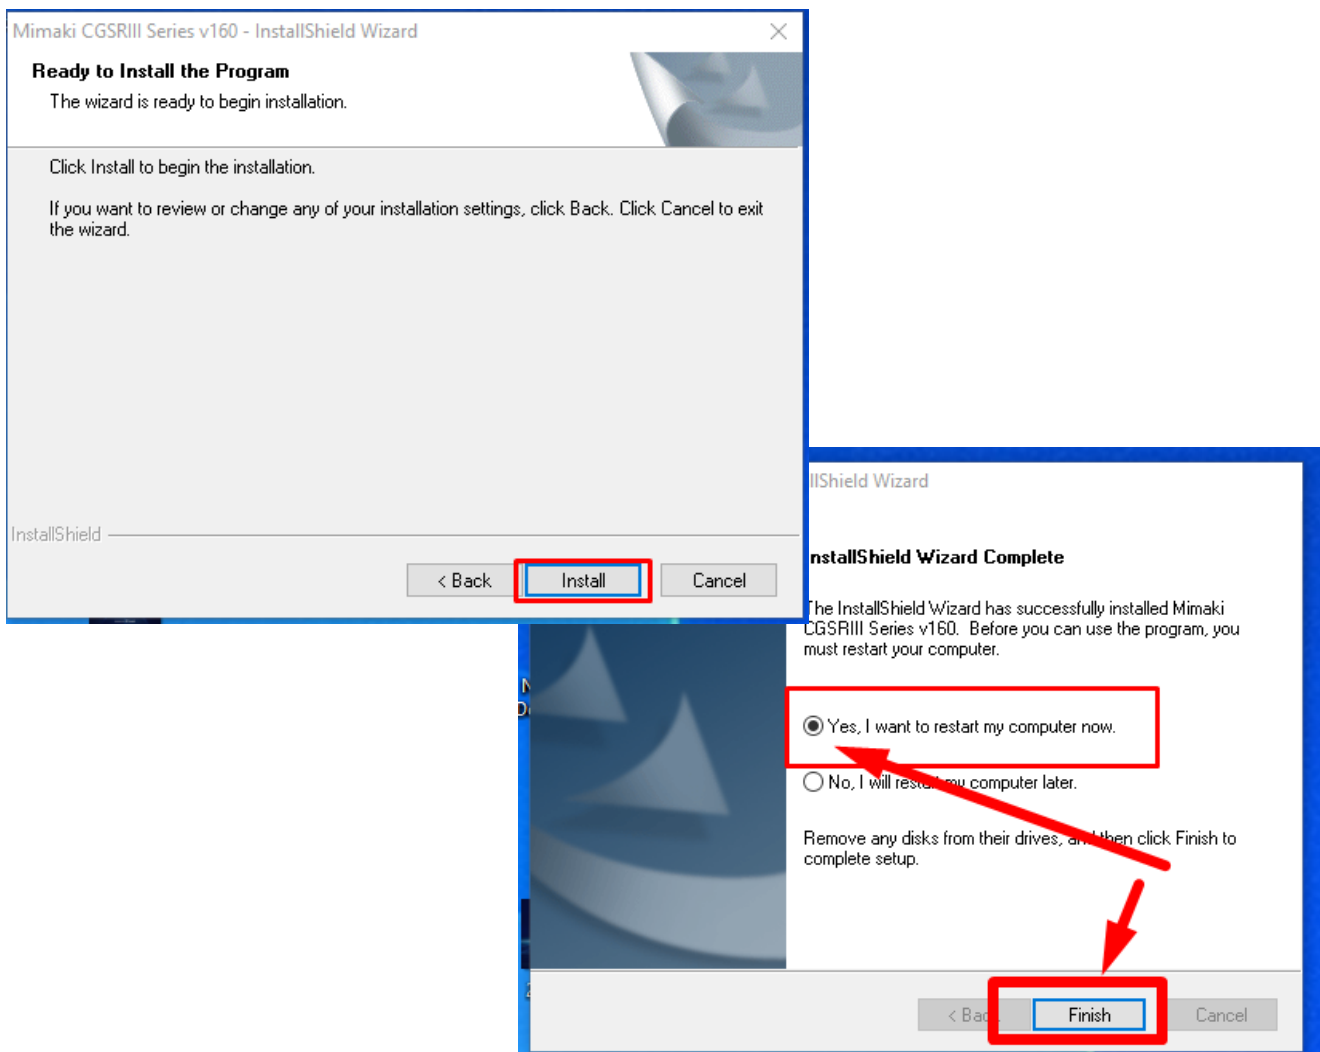 Mimaki CGSRIII Series v160 - InstallShield Wizard
Ready to Install the Program
The wizard is ready to begin installation.
Click Install to begin the installation.
If you want to review or change any of your installation settings, click Back. Click Cancel to exit
the wizard.
InstallShield
< Back
Install
Cancel
llShield Wizard
nstallShield Wizard Complete
The InstallShield Wizard has successfully installed Mimaki
CGSRIII Series v160. Before you can use the program, you
must restart your computer.
Yes, I want to restart my computer now.
No, I will restart my computer later.
Remove any disks from their drives, and then click Finish to
complete setup.
< Bac
Finish
Cancel